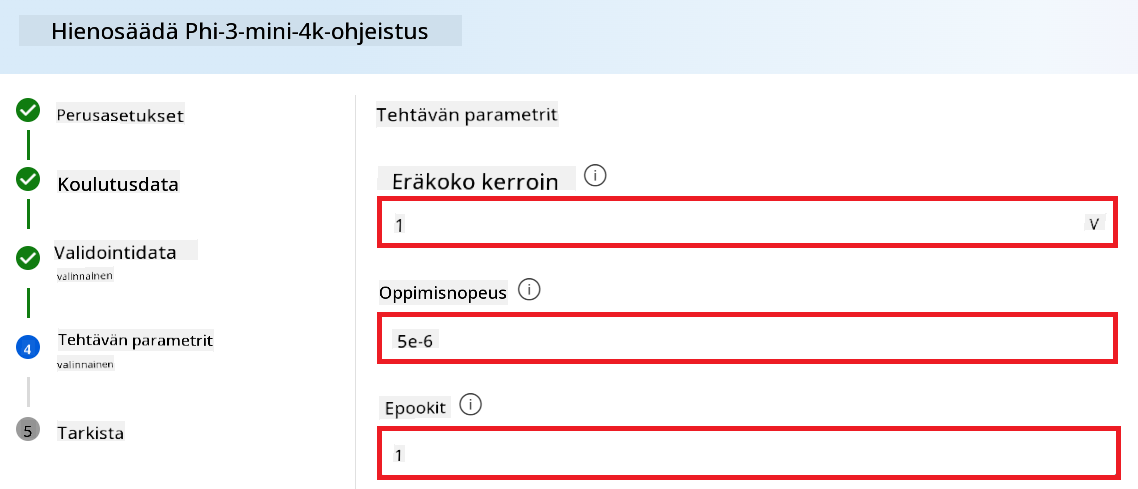 Hienosäädä Phi-3-mini-4k-ohjeistus
Perusasetukset
Koulutusdata
Validointidata
valinnainen
4
Tehtävän parametrit
valinnainen
5
Tarkista
Tehtävän parametrit
Eräkoko kerroin
1
V
Oppimisnopeus
5e-6
Epookit
1